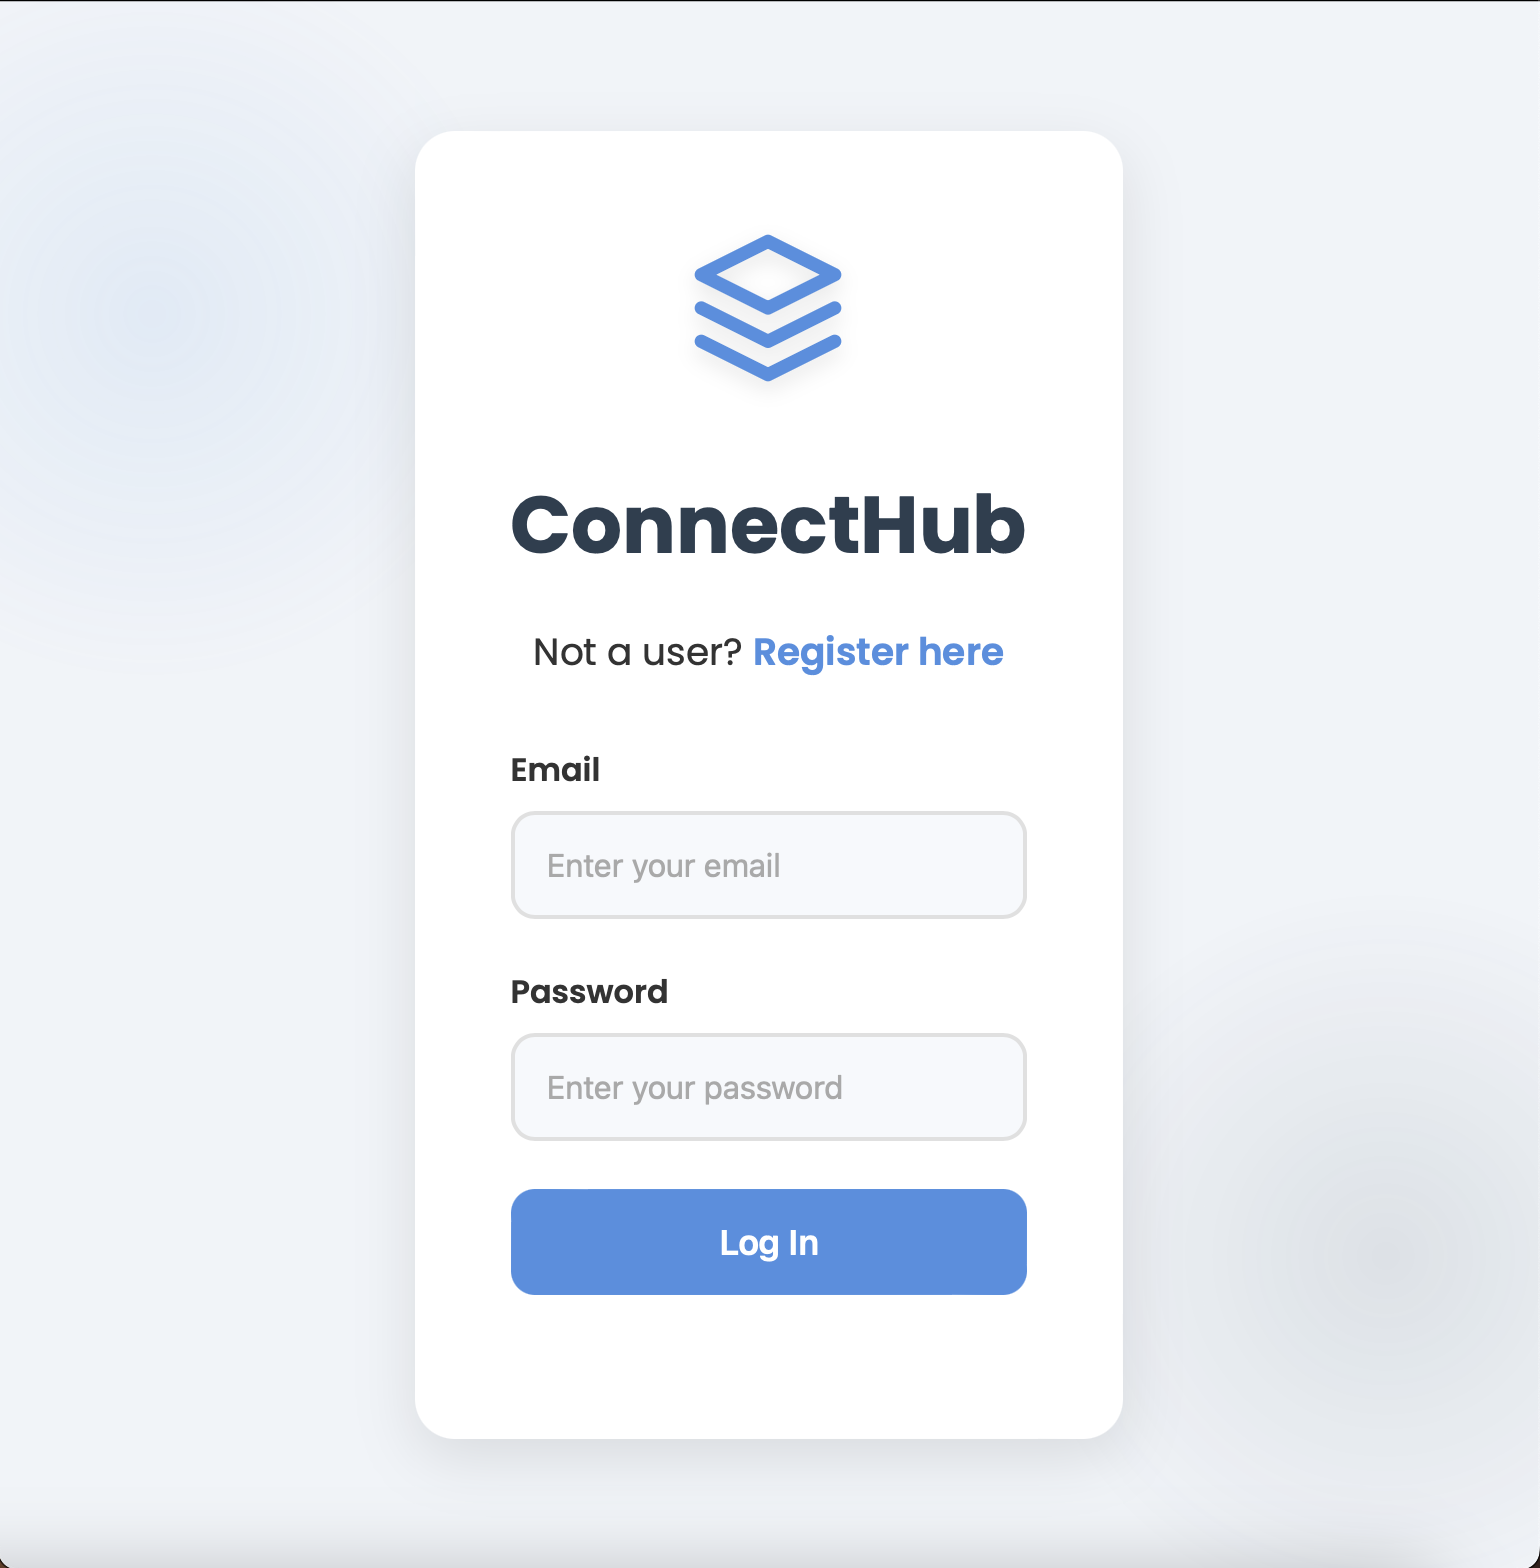 ConnectHub
Not a user? Register here
Email
Enter your email
Password
Enter your password
Log In